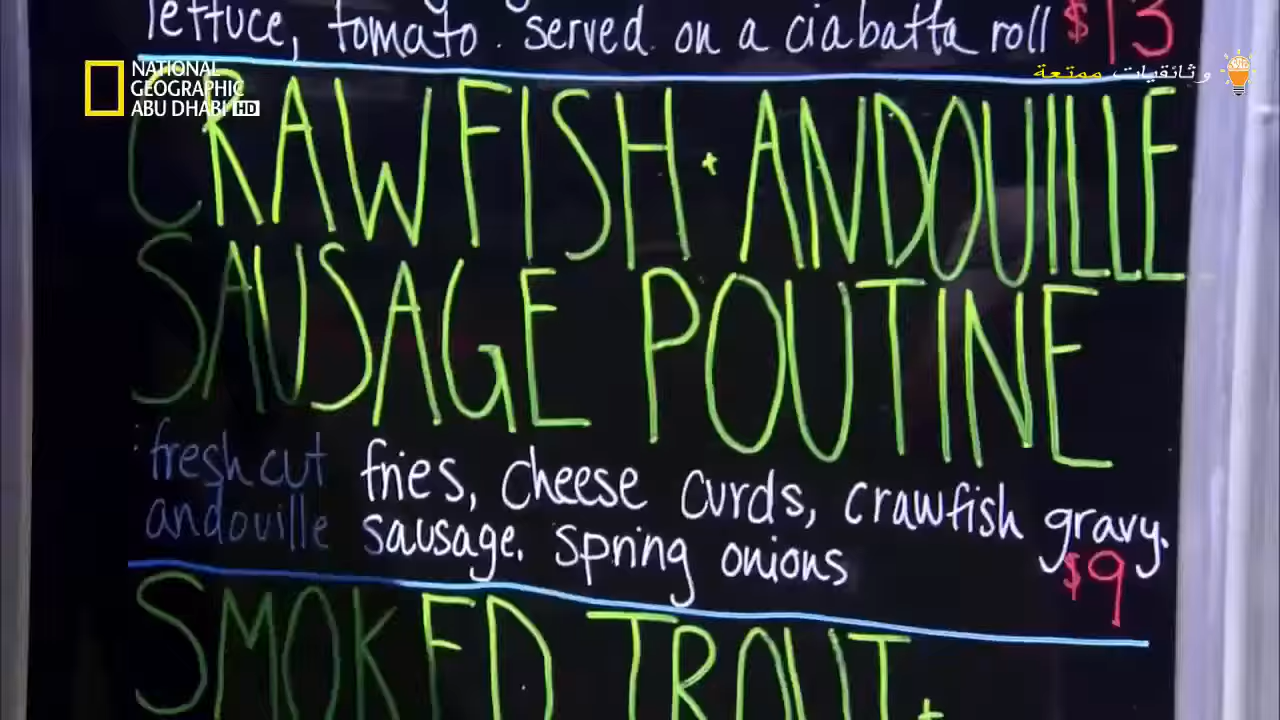 lettuce, tomato. served on a ciabatta roll $13
NATIONAL
GEOGRAPHIC
ABU DHABI HD
وثائقيات ممتعة
CRAWFISH + ANDOUILLE
SAUSAGE POUTINE
: fresh cut fries, cheese curds, crawfish gravy.
andouille sausage. spring onions
$9
SMOKED TROUT +